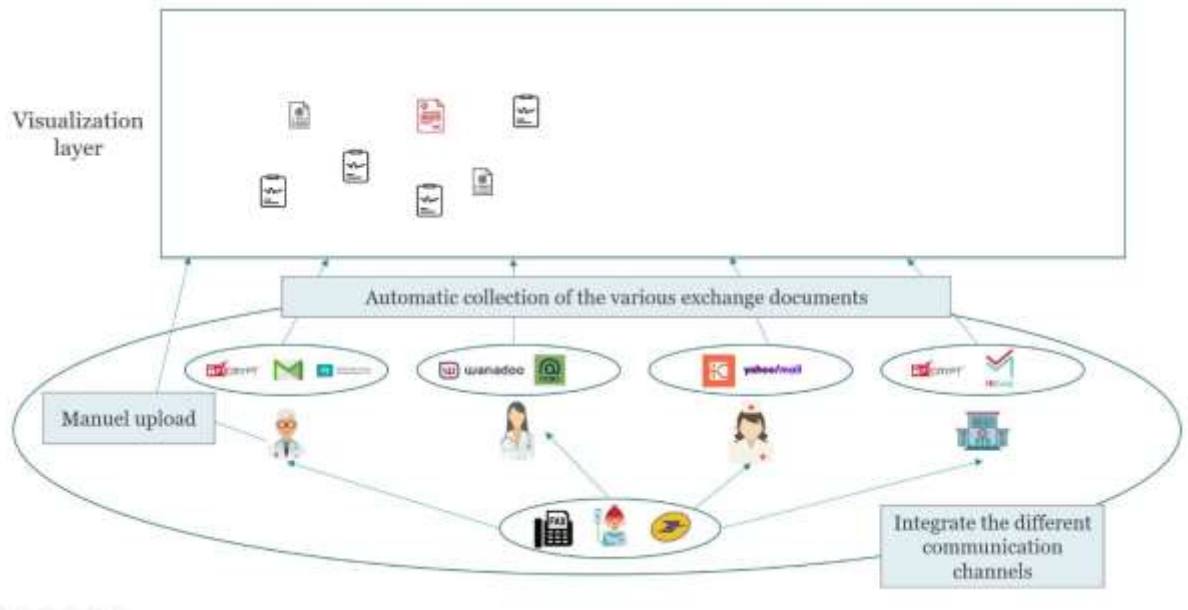 Visualization
layer
Automatic collection of the various exchange documents
wanadoo
yahoo!mail
Manuel upload
FAX
Integrate the different
communication
channels